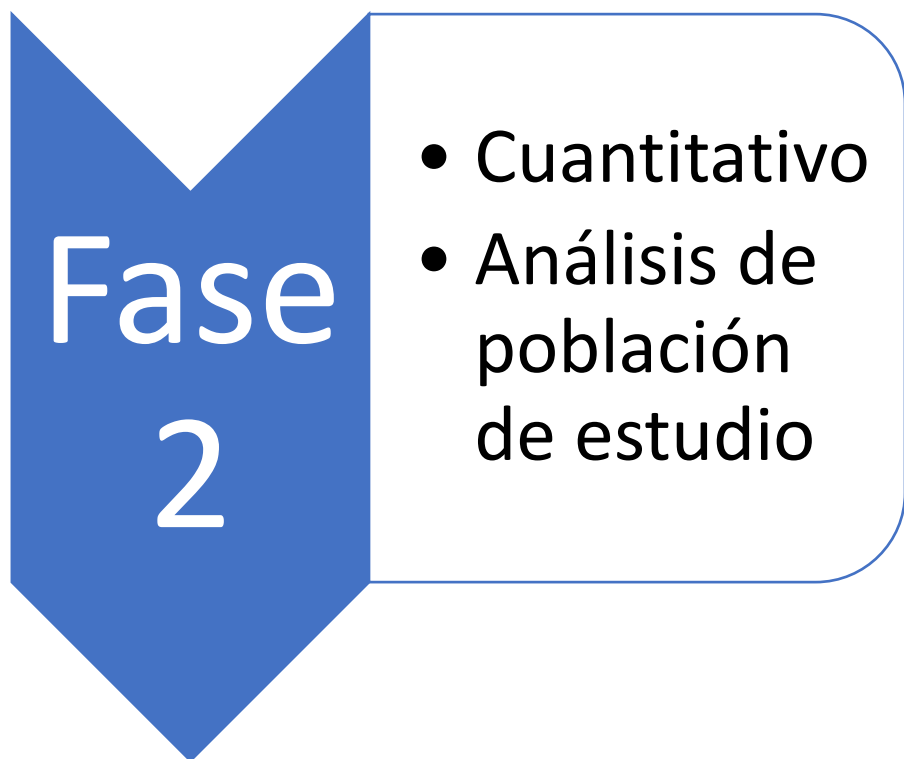 Fase
2
• Cuantitativo
• Análisis de
población
de estudio